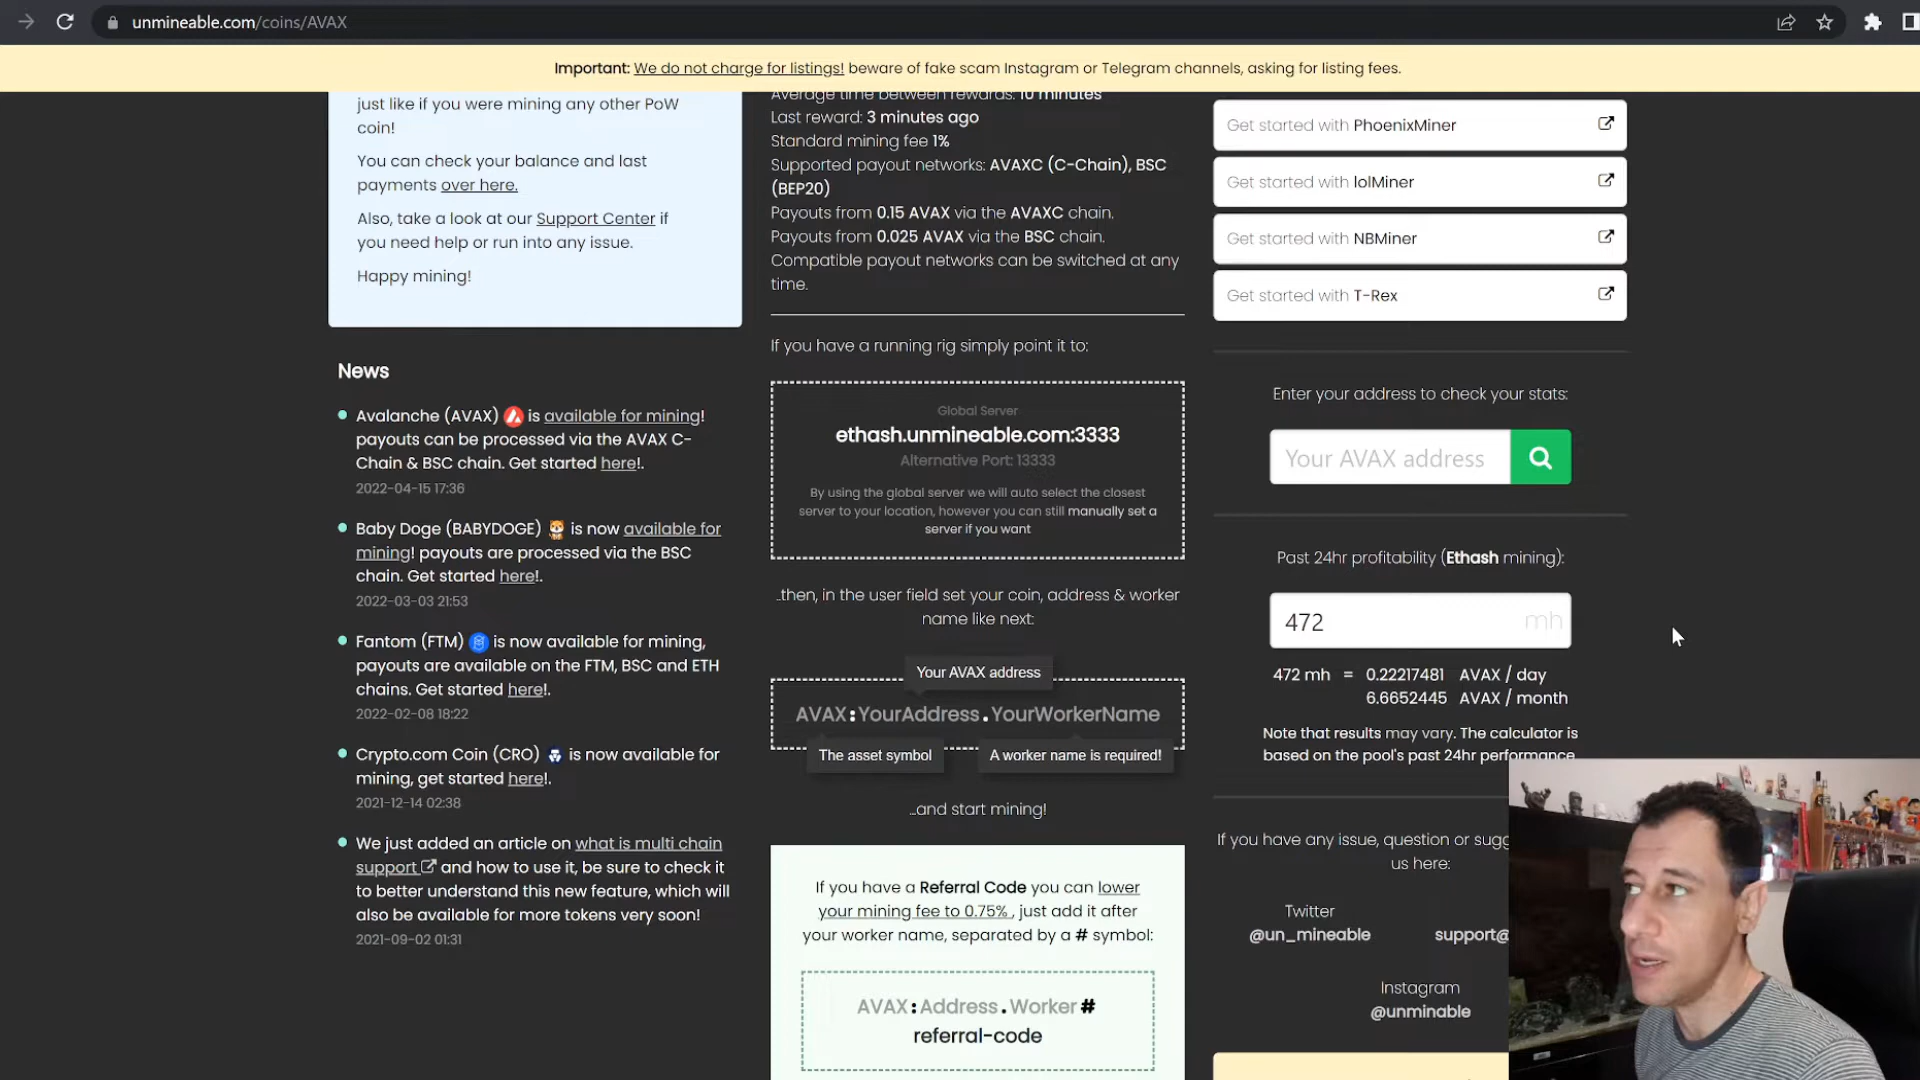 unmineable.com/coins/AVAX
Important: We do not charge for listings! beware of fake scam Instagram or Telegram channels, asking for listing fees.
just like if you were mining any other PoW
coin!
You can check your balance and last
payments over here.
Also, take a look at our Support Center if
you need help or run into any issue.
Happy mining!
News
Avalanche (AVAX) is available for mining!
payouts can be processed via the AVAX C-
Chain & BSC chain. Get started here!.
2022-04-15 17:36
Baby Doge (BABYDOGE) is now available for
mining! payouts are processed via the BSC
chain. Get started here!.
2022-03-03 21:53
Fantom (FTM) is now available for mining,
payouts are available on the FTM, BSC and ETH
chains. Get started here!.
2022-02-08 18:22
Crypto.com Coin (CRO) is now available for
mining, get started here!.
2021-12-14 02:38
We just added an article on what is multi chain
support and how to use it, be sure to check it
to better understand this new feature, which will
also be available for more tokens very soon!
2021-09-02 01:31
Average time between rewards: 10 minutes
Last reward: 3 minutes ago
Standard mining fee 1%
Supported payout networks: AVAXC (C-Chain), BSC
(BEP20)
Payouts from 0.15 AVAX via the AVAXC chain.
Payouts from 0.025 AVAX via the BSC chain.
Compatible payout networks can be switched at any
time.
If you have a running rig simply point it to:
Global Server
ethash.unmineable.com:3333
Alternative Port: 13333
By using the global server we will auto select the closest
server to your location, however you can still manually set a
server if you want
..then, in the user field set your coin, address & worker
name like next:
Your AVAX address
AVAX:YourAddress.YourWorkerName
The asset symbol
A worker name is required!
..and start mining!
If you have a Referral Code you can lower
your mining fee to 0.75% , just add it after
your worker name, separated by a # symbol:
AVAX:Address.Worker#
referral-code
Get started with PhoenixMiner
Get started with lolMiner
Get started with NBMiner
Get started with T-Rex
Enter your address to check your stats:
Your AVAX address
Past 24hr profitability (Ethash mining):
472 mh
472 mh = 0.22217481 AVAX / day
6.6652445 AVAX / month
Note that results may vary. The calculator is
based on the pool's past 24hr performance
If you have any issue, question or sugg
us here:
Twitter
@un_mineable
support@
Instagram
@unminable